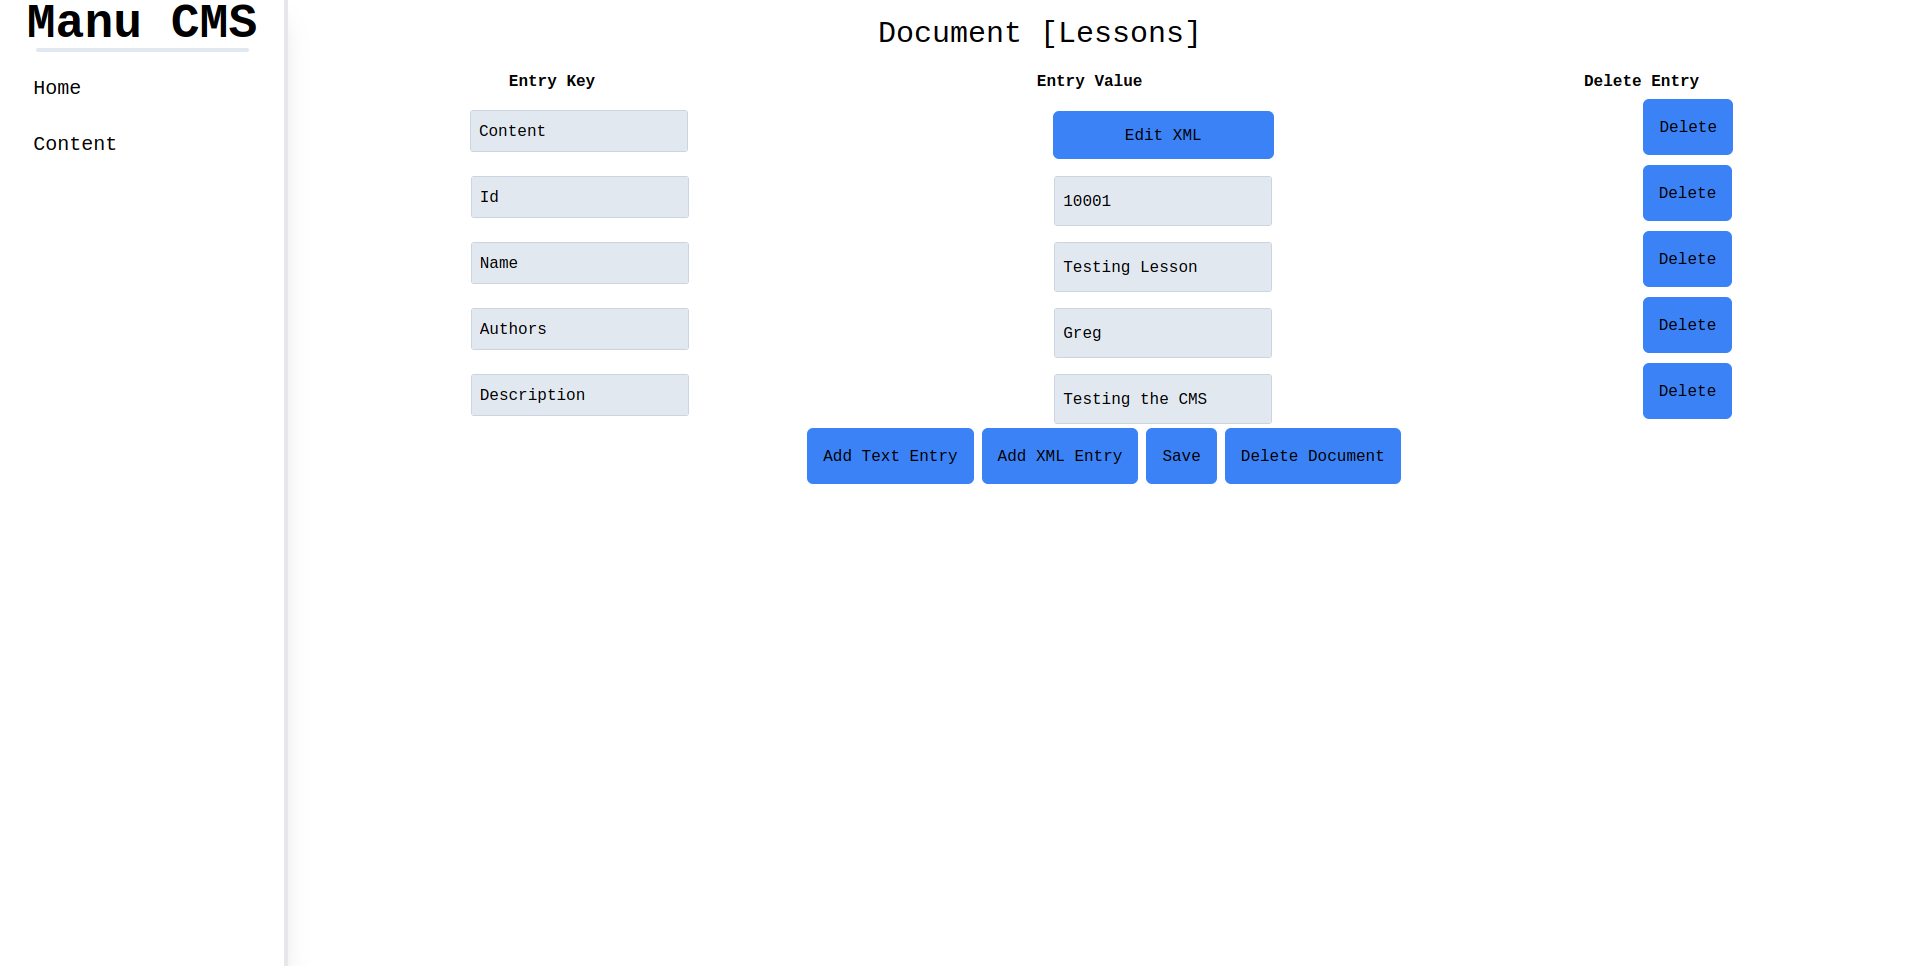 Manu CMS
Home
Content
Document [Lessons]
Entry Key Entry Value Delete Entry
Content Edit XML Delete
Id 10001 Delete
Name Testing Lesson Delete
Authors Greg Delete
Description Testing the CMS Delete
Add Text Entry Add XML Entry Save Delete Document